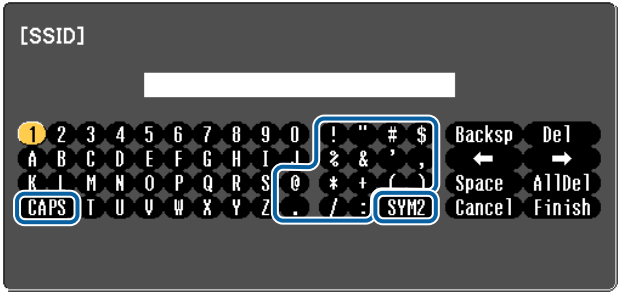 [SSID]
1 2 3 4 5 6 7 8 9 0 ! " # $ Backsp Del
A B C D E F G H I J % & ' , ← →
K L M N O P Q R S @ * + ( ) Space AllDel
CAPS T U V W X Y Z . / : SYM2 Cancel Finish